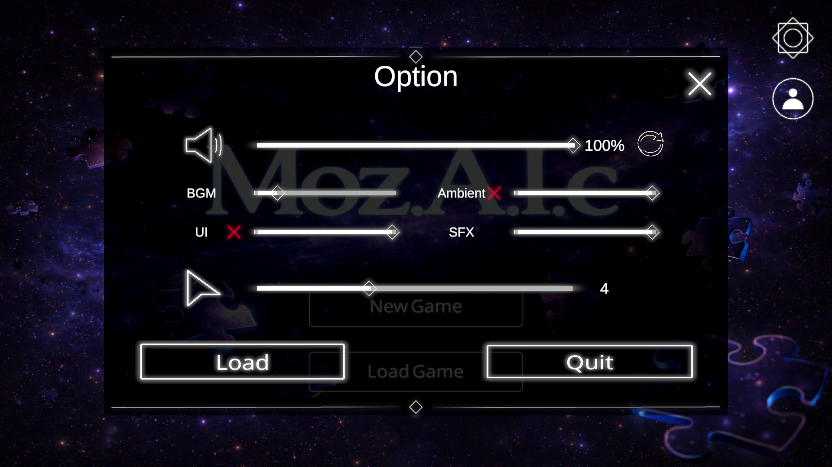 Option
100%
Moz.A.I.c
BGM
Ambient
UI
SFX
4
New Game
Load
Quit
Load Game